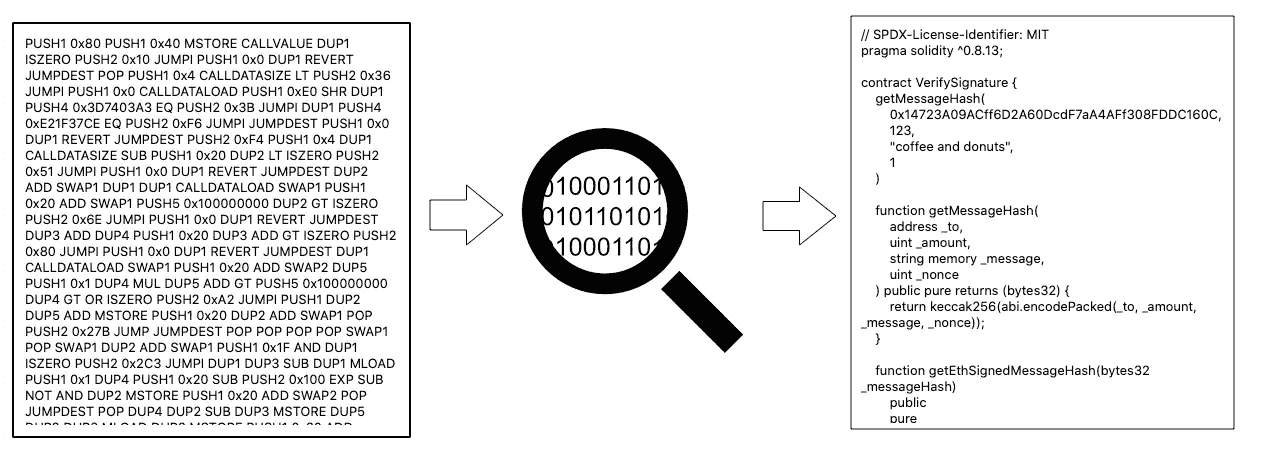 PUSH1 0x80 PUSH1 0x40 MSTORE CALLVALUE DUP1
ISZERO PUSH2 0x10 JUMPI PUSH1 0x0 DUP1 REVERT
JUMPDEST POP PUSH1 0x4 CALLDATASIZE LT PUSH2 0x36
JUMPI PUSH1 0x0 CALLDATALOAD PUSH1 0xE0 SHR DUP1
PUSH4 0x3D7403A3 EQ PUSH2 0x3B JUMPI DUP1 PUSH4
0xE21F37CE EQ PUSH2 0xF6 JUMPI JUMPDEST PUSH1 0x0
DUP1 REVERT JUMPDEST PUSH2 0xF4 PUSH1 0x4 DUP1
CALLDATASIZE SUB PUSH1 0x20 DUP2 LT ISZERO PUSH2
0x51 JUMPI PUSH1 0x0 DUP1 REVERT JUMPDEST DUP2
ADD SWAP1 DUP1 DUP1 CALLDATALOAD SWAP1 PUSH1
0x20 ADD SWAP1 PUSH5 0x100000000 DUP2 GT ISZERO
PUSH2 0x6E JUMPI PUSH1 0x0 DUP1 REVERT JUMPDEST
DUP3 ADD DUP4 PUSH1 0x20 DUP3 ADD GT ISZERO PUSH2
0x80 JUMPI PUSH1 0x0 DUP1 REVERT JUMPDEST DUP1
CALLDATALOAD SWAP1 PUSH1 0x20 ADD SWAP2 DUP5
PUSH1 0x1 DUP4 MUL DUP5 ADD GT PUSH5 0x100000000
DUP4 GT OR ISZERO PUSH2 0xA2 JUMPI PUSH1 DUP2
DUP5 ADD MSTORE PUSH1 0x20 DUP2 ADD SWAP1 POP
PUSH2 0x27B JUMP JUMPDEST POP POP POP POP SWAP1
POP SWAP1 DUP2 ADD SWAP1 PUSH1 0x1F AND DUP1
ISZERO PUSH2 0x2C3 JUMPI DUP1 DUP3 SUB DUP1 MLOAD
PUSH1 0x1 DUP4 PUSH1 0x20 SUB PUSH2 0x100 EXP SUB
NOT AND DUP2 MSTORE PUSH1 0x20 ADD SWAP2 POP
JUMPDEST POP DUP4 DUP2 SUB DUP3 MSTORE DUP5
010001101
010110101
1000110
// SPDX-License-Identifier: MIT
pragma solidity ^0.8.13;
contract VerifySignature {
getMessageHash(
0x14723A09ACff6D2A60DcdF7aA4AFf308FDDC160C,
123,
"coffee and donuts",
1
)
function getMessageHash(
address _to,
uint _amount,
string memory _message,
uint _nonce
) public pure returns (bytes32) {
return keccak256(abi.encodePacked(_to, _amount,
_message, _nonce));
}
function getEthSignedMessageHash(bytes32
_messageHash)
public
pure